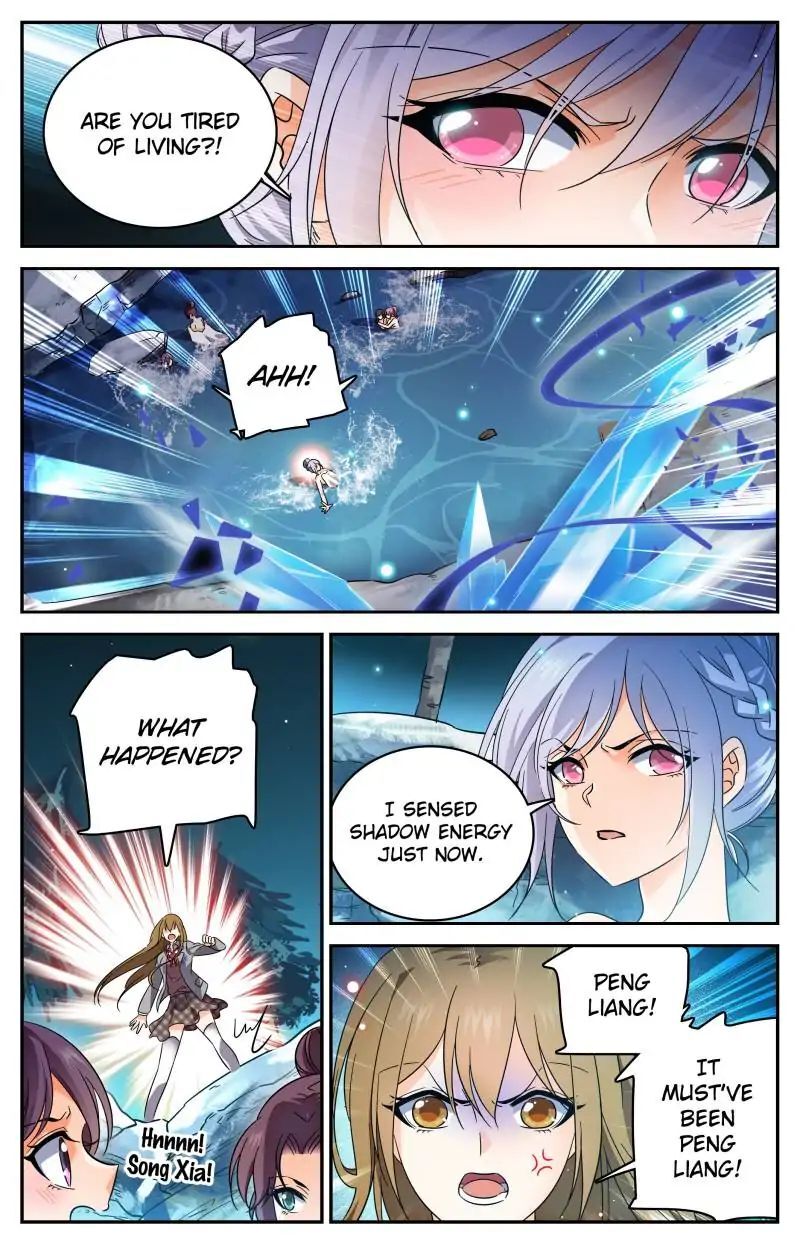 ARE YOU TIRED
OF LIVING?!
AHH!
WHAT
HAPPENED?
Hnnnn!
Song Xia!
I SENSED
SHADOW ENERGY
JUST NOW.
PENG
LIANG!
IT
MUST'VE
BEEN
PENG
LIANG!